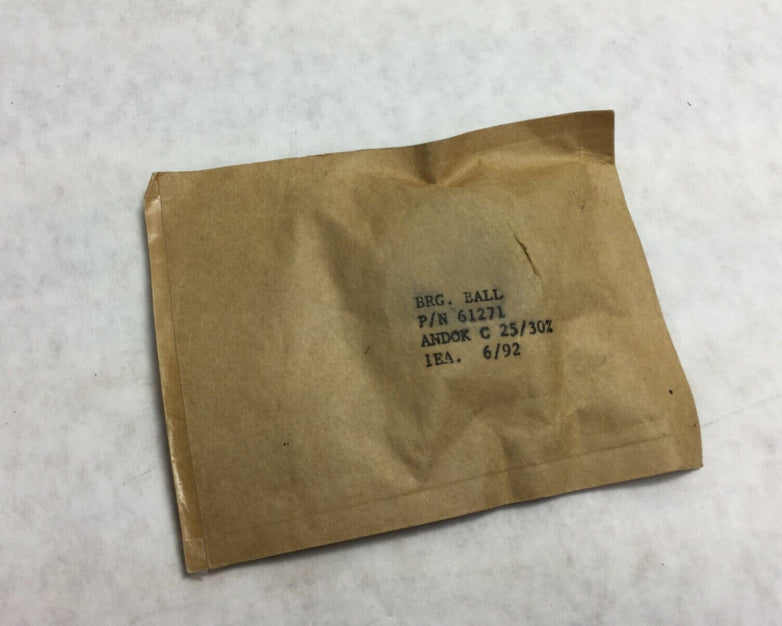 BRG. BALL
P/N 61271
ANDOK C 25/30%
1EA. 6/92